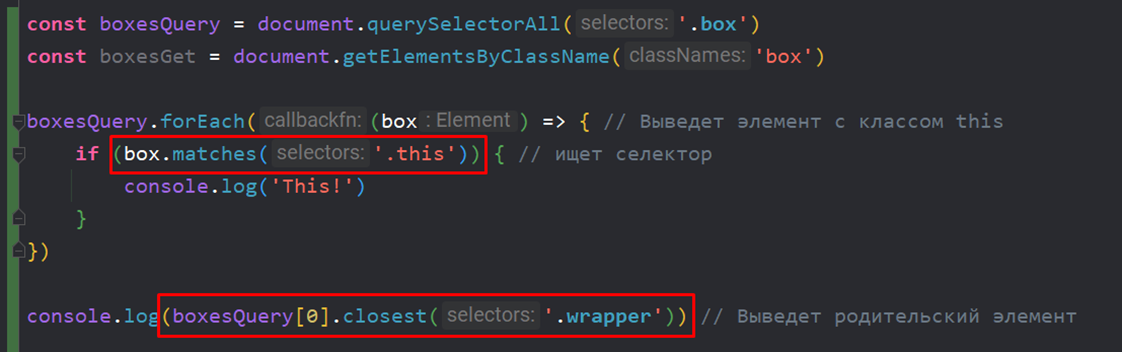 const boxesQuery = document.querySelectorAll( selectors: '.box')
const boxesGet = document.getElementsByClassName( classNames: 'box')
boxesQuery.forEach( callbackfn: (box : Element ) => { // Выведет элемент с классом this
if (box.matches( selectors: '.this')) { // ищет селектор
console.log('This!')
}
})
console.log(boxesQuery[0].closest( selectors: '.wrapper')) // Выведет родительский элемент